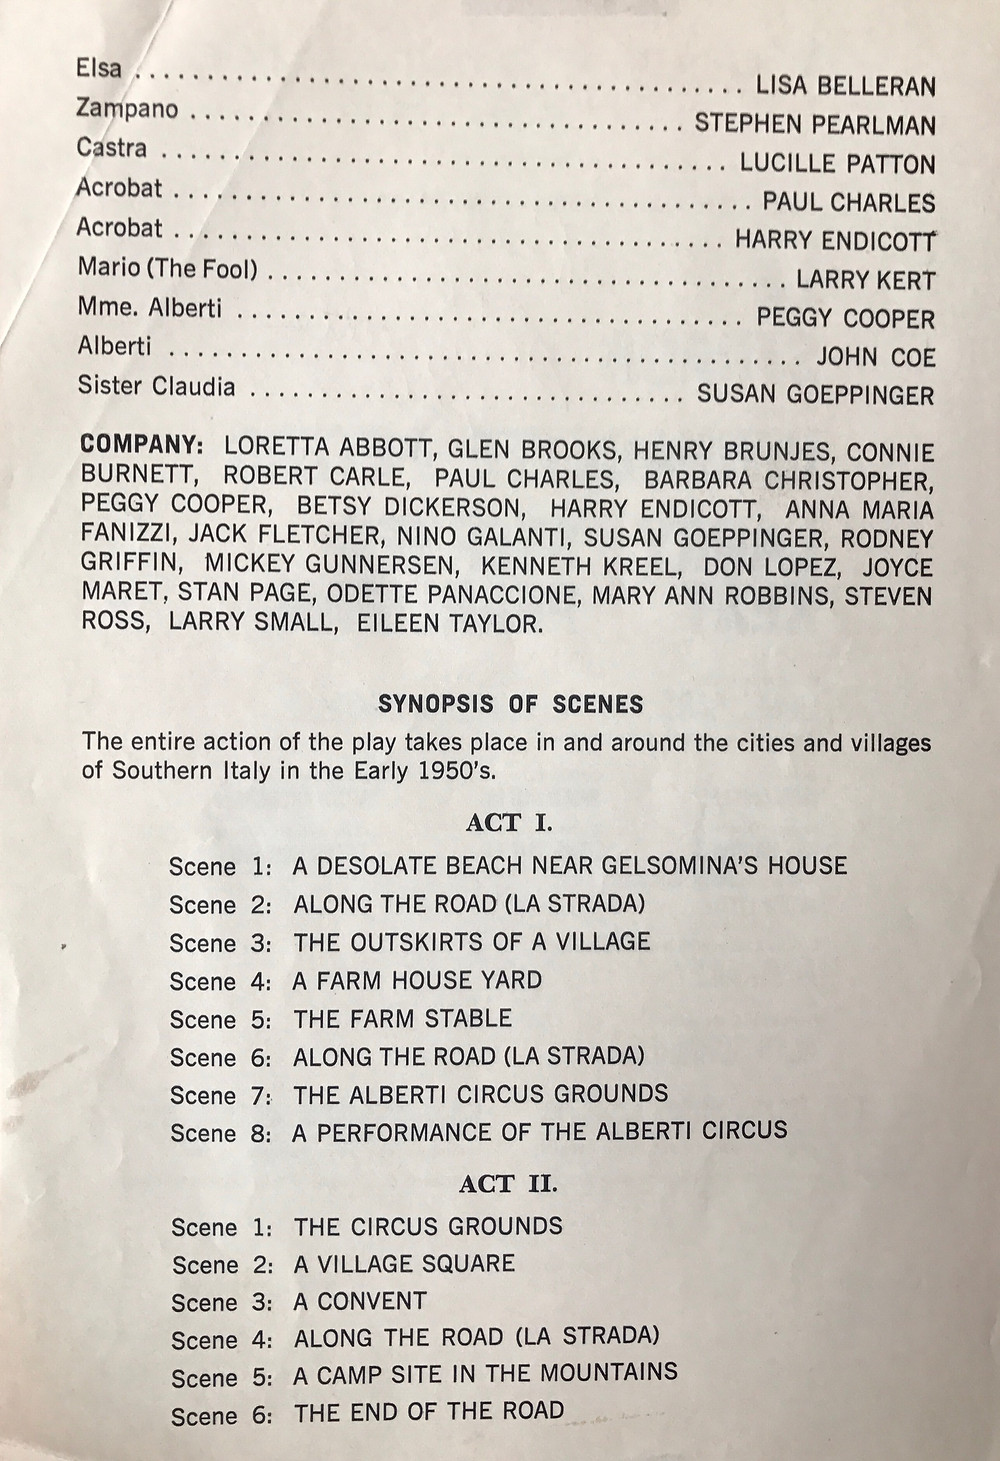 Elsa ........................................ LISA BELLERAN
Zampano .................................. STEPHEN PEARLMAN
Castra ...................................... LUCILLE PATTON
Acrobat ...................................... PAUL CHARLES
Acrobat .................................... HARRY ENDICOTT
Mario (The Fool) ................................. LARRY KERT
Mme. Alberti ................................. PEGGY COOPER
Alberti .......................................... JOHN COE
Sister Claudia ............................ SUSAN GOEPPINGER
COMPANY: LORETTA ABBOTT, GLEN BROOKS, HENRY BRUNJES, CONNIE
BURNETT, ROBERT CARLE, PAUL CHARLES, BARBARA CHRISTOPHER,
PEGGY COOPER, BETSY DICKERSON, HARRY ENDICOTT, ANNA MARIA
FANIZZI, JACK FLETCHER, NINO GALANTI, SUSAN GOEPPINGER, RODNEY
GRIFFIN, MICKEY GUNNERSEN, KENNETH KREEL, DON LOPEZ, JOYCE
MARET, STAN PAGE, ODETTE PANACCIONE, MARY ANN ROBBINS, STEVEN
ROSS, LARRY SMALL, EILEEN TAYLOR.
SYNOPSIS OF SCENES
The entire action of the play takes place in and around the cities and villages
of Southern Italy in the Early 1950's.
ACT I.
Scene 1: A DESOLATE BEACH NEAR GELSOMINA'S HOUSE
Scene 2: ALONG THE ROAD (LA STRADA)
Scene 3: THE OUTSKIRTS OF A VILLAGE
Scene 4: A FARM HOUSE YARD
Scene 5: THE FARM STABLE
Scene 6: ALONG THE ROAD (LA STRADA)
Scene 7: THE ALBERTI CIRCUS GROUNDS
Scene 8: A PERFORMANCE OF THE ALBERTI CIRCUS
ACT II.
Scene 1: THE CIRCUS GROUNDS
Scene 2: A VILLAGE SQUARE
Scene 3: A CONVENT
Scene 4: ALONG THE ROAD (LA STRADA)
Scene 5: A CAMP SITE IN THE MOUNTAINS
Scene 6: THE END OF THE ROAD